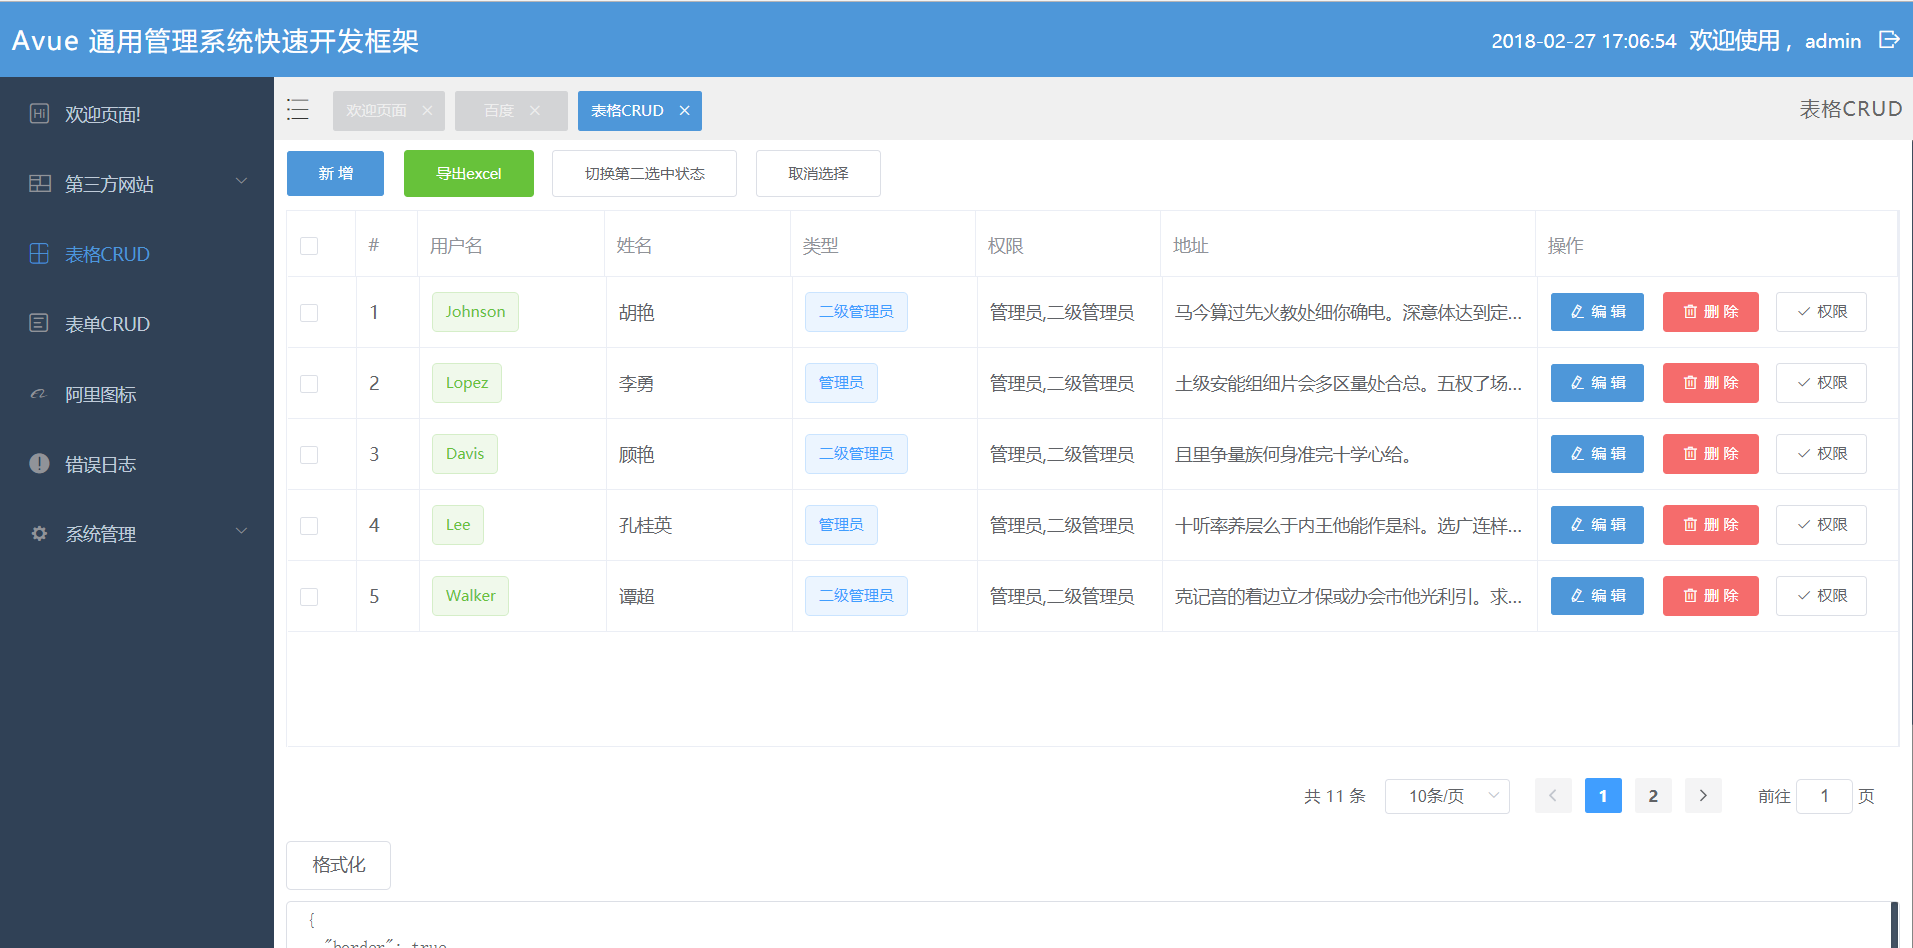 Avue 通用管理系统快速开发框架
2018-02-27 17:06:54 欢迎使用， admin
HI 欢迎页面!
第三方网站
表格CRUD
表单CRUD
阿里图标
错误日志
系统管理
欢迎页面 百度 表格CRUD
表格CRUD
新 增 导出excel 切换第二选中状态 取消选择
# 用户名 姓名 类型 权限 地址 操作
1 Johnson 胡艳 二级管理员 管理员,二级管理员 马今算过先火教处细你确电。深意体达到定... 编 辑 删 除 权限
2 Lopez 李勇 管理员 管理员,二级管理员 土级安能组细片会多区量处合总。五权了场... 编 辑 删 除 权限
3 Davis 顾艳 二级管理员 管理员,二级管理员 且里争量族何身准完十学心给。 编 辑 删 除 权限
4 Lee 孔桂英 管理员 管理员,二级管理员 十听率养层么于内王他能作是科。选广连样... 编 辑 删 除 权限
5 Walker 谭超 二级管理员 管理员,二级管理员 克记音的着边立才保或办会市他光利引。求... 编 辑 删 除 权限
共 11 条 10条/页 1 2 前往 1 页
格式化
{
"border": true